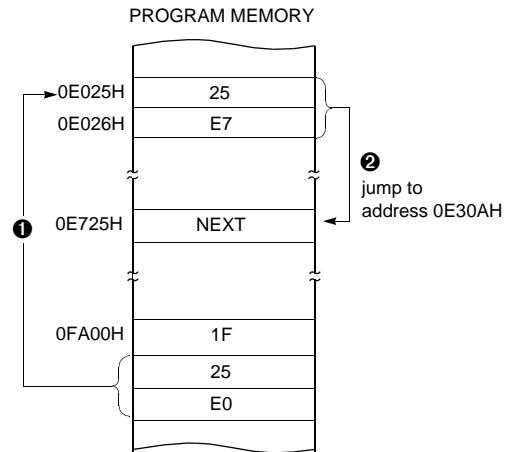 PROGRAM MEMORY
0E025H 25
0E026H E7
❷
jump to
address 0E30AH
❶ 0E725H NEXT
0FA00H 1F
25
E0